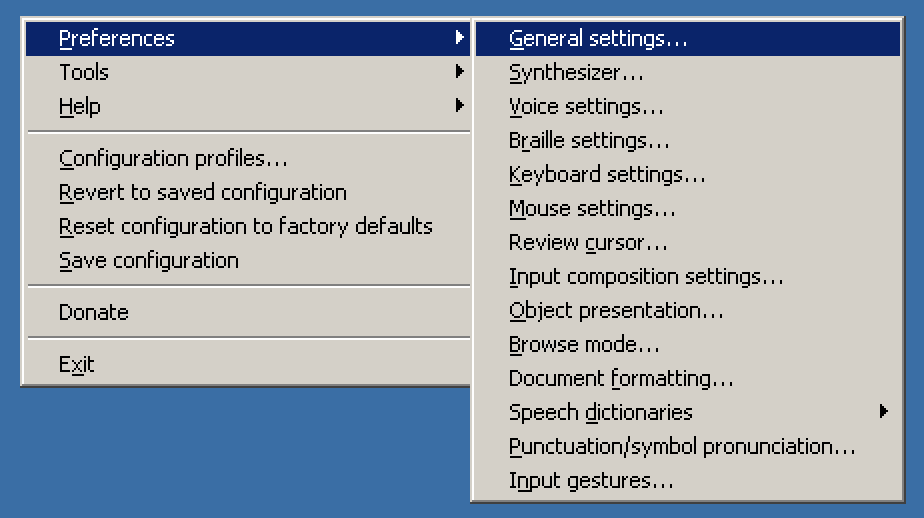 Preferences
Tools
Help
Configuration profiles...
Revert to saved configuration
Reset configuration to factory defaults
Save configuration
Donate
Exit
General settings...
Synthesizer...
Voice settings...
Braille settings...
Keyboard settings...
Mouse settings...
Review cursor...
Input composition settings...
Object presentation...
Browse mode...
Document formatting...
Speech dictionaries
Punctuation/symbol pronunciation...
Input gestures...